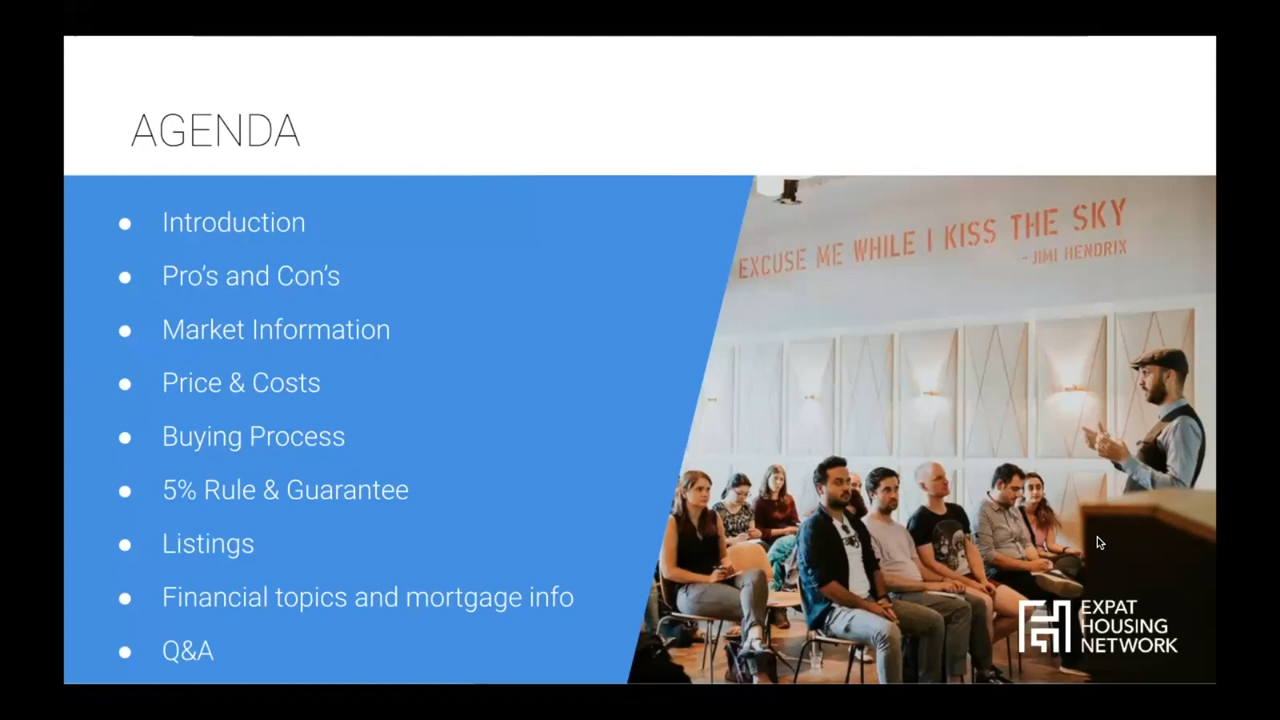 AGENDA
● Introduction
● Pro's and Con's
● Market Information
● Price & Costs
● Buying Process
● 5% Rule & Guarantee
● Listings
● Financial topics and mortgage info
● Q&A
EXCUSE ME WHILE I KISS THE SKY
- JIMI HENDRIX
EXPAT
HOUSING
NETWORK